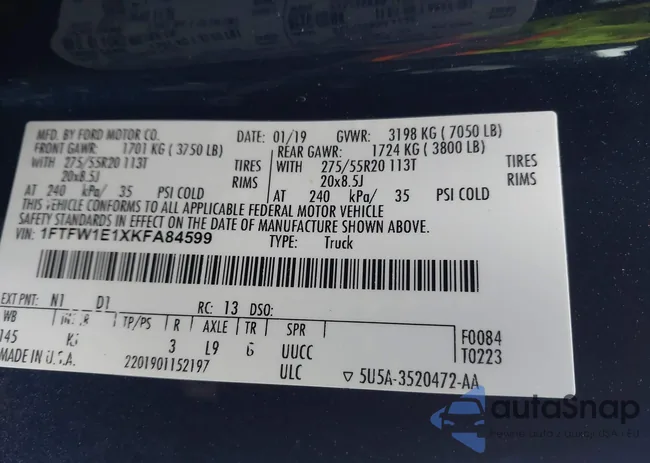 MFD. BY FORD MOTOR CO. DATE: 01/19 GVWR: 3198 KG ( 7050 LB)
FRONT GAWR: 1701 KG ( 3750 LB) REAR GAWR: 1724 KG ( 3800 LB)
WITH 275/55R20 113T TIRES WITH 275/55R20 113T TIRES
20x8.5J RIMS 20x8.5J RIMS
AT 240 kPa/ 35 PSI COLD AT 240 kPa/ 35 PSI COLD
THIS VEHICLE CONFORMS TO ALL APPLICABLE FEDERAL MOTOR VEHICLE
SAFETY STANDARDS IN EFFECT ON THE DATE OF MANUFACTURE SHOWN ABOVE.
VIN: 1FTFW1E1XKFA84599 TYPE: Truck
EXT PNT: N1 D1 RC: 13 DSO:
WB TP/PS R AXLE TR SPR F0084
145 3 L9 6 UUCC T0223
MADE IN U.S.A. 2201901152197 ULC ▽ 5U5A-3520472-AA
autoSnap